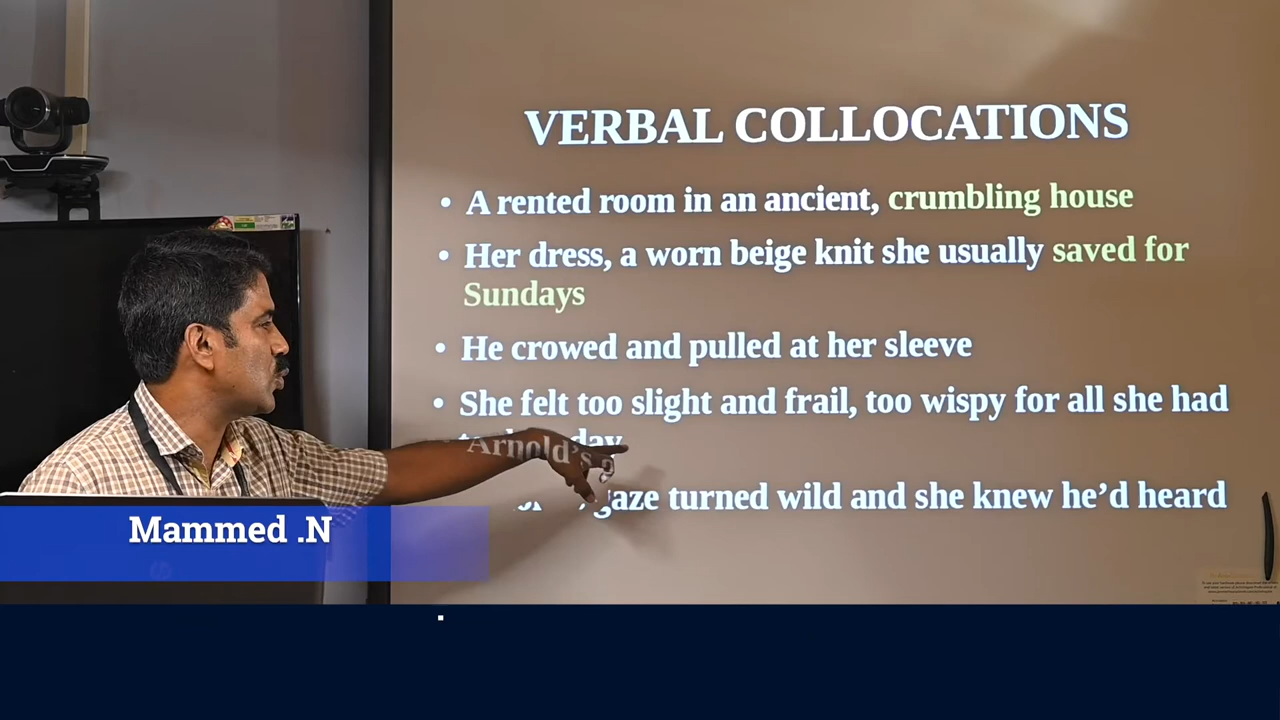 VERBAL COLLOCATIONS
• A rented room in an ancient, crumbling house
• Her dress, a worn beige knit she usually saved for
Sundays
• He crowed and pulled at her sleeve
• She felt too slight and frail, too wispy for all she had
day
Arnold's g
gaze turned wild and she knew he'd heard
Mammed .N